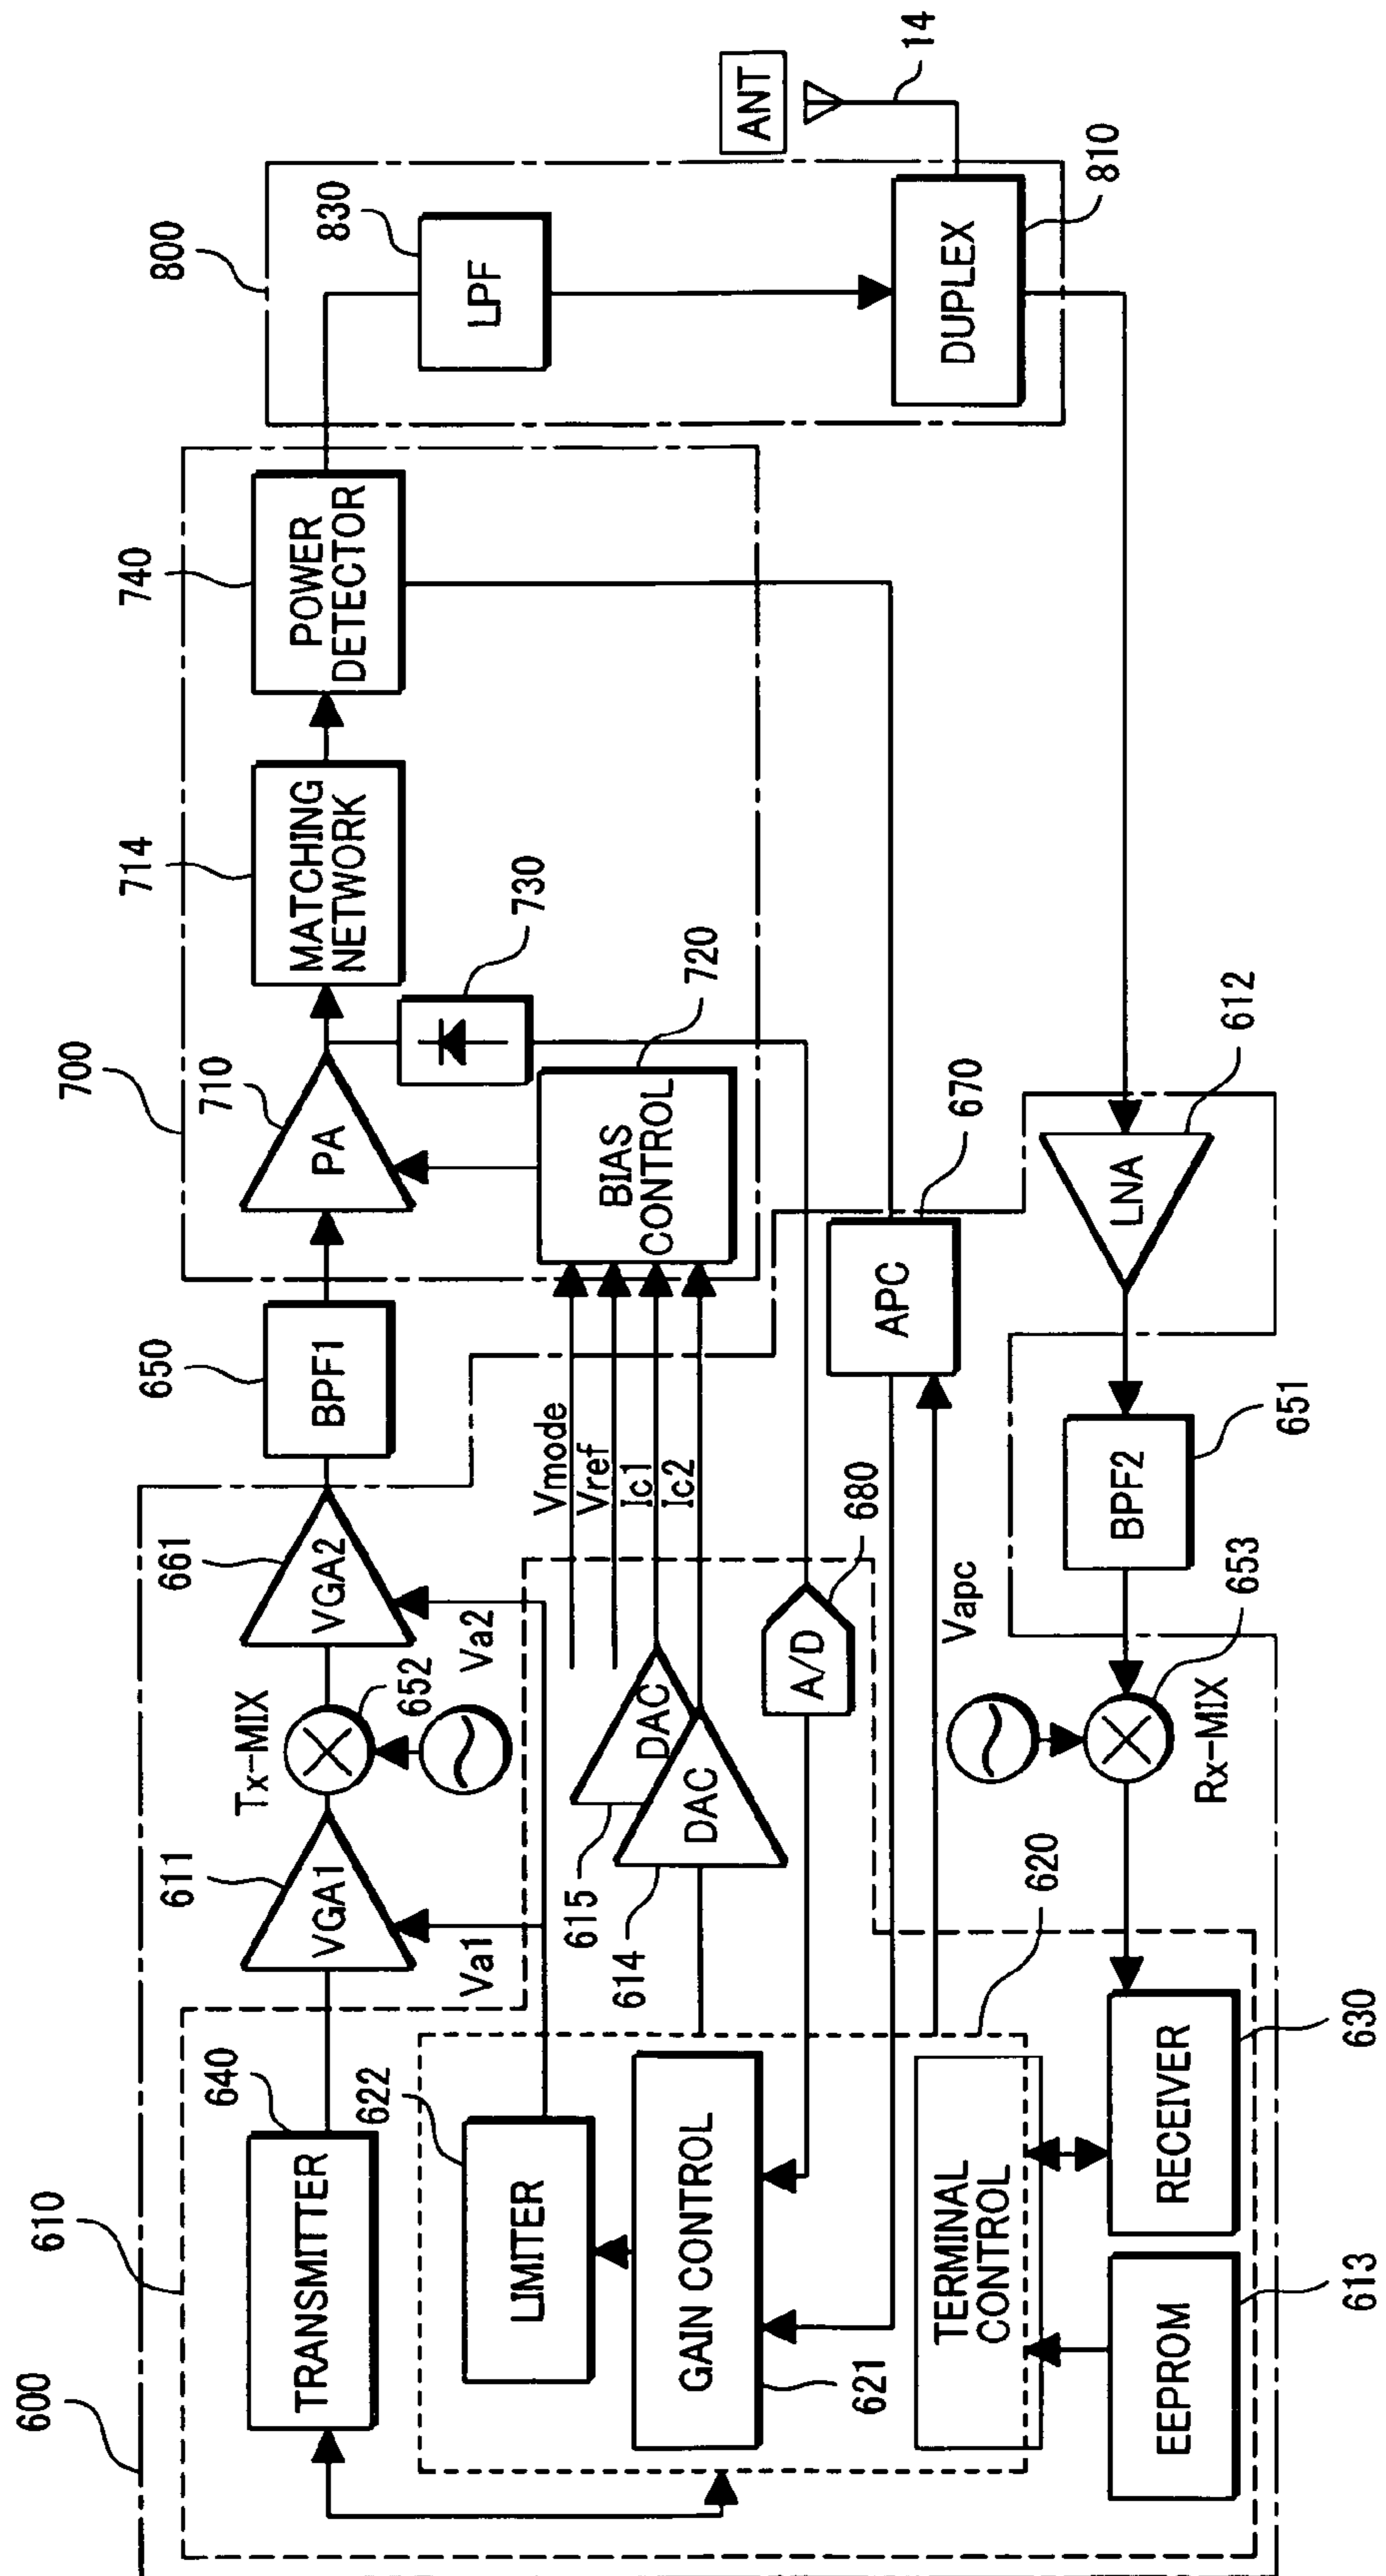 600
610
640
TRANSMITTER
611
VGA1
Va1
Tx-MIX
652
661
VGA2
Va2
650
BPF1
700
710
PA
714
MATCHING
NETWORK
740
POWER
DETECTOR
800
830
LPF
ANT
14
DUPLEX
810
730
720
BIAS
CONTROL
Vmode
Vref
Ic1
Ic2
622
LIMITER
615
DAC
614
DAC
A/D
680
670
APC
GAIN CONTROL
621
Vapc
620
TERMINAL
CONTROL
612
LNA
BPF2
651
653
Rx-MIX
RECEIVER
630
EEPROM
613